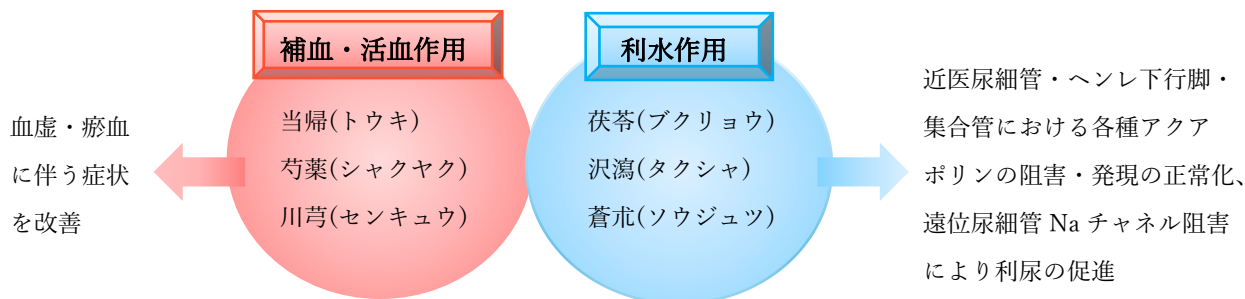 補血・活血作用
利水作用
血虚・瘀血
に伴う症状
を改善
当帰(トウキ)
芍薬(シャクヤク)
川芎(センキュウ)
茯苓(ブクリョウ)
沢瀉(タクシャ)
蒼朮(ソウジュツ)
近医尿細管・ヘンレ下行脚・
集合管における各種アクア
ポリンの阻害・発現の正常化、
遠位尿細管 Na チャネル阻害
により利尿の促進